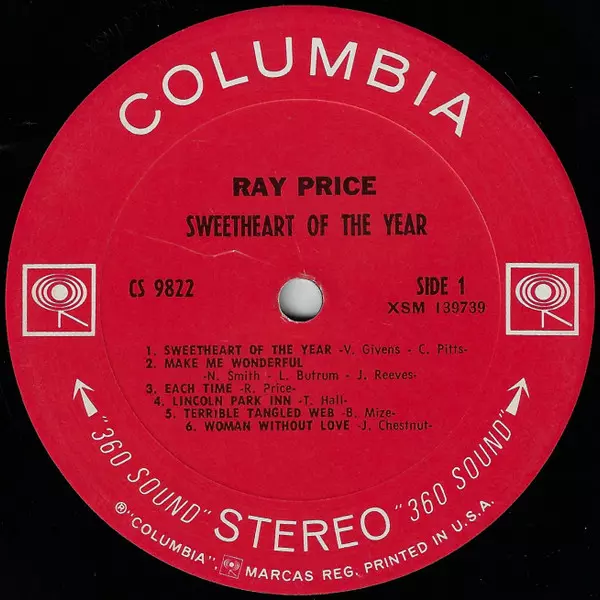 COLUMBIA
RAY PRICE
SWEETHEART OF THE YEAR
CS 9822
SIDE 1
XSM 139739
1. SWEETHEART OF THE YEAR -V. Givens - C. Pitts-
2. MAKE ME WONDERFUL
-N. Smith - L. Butrum - J. Reeves-
3. EACH TIME -R. Price-
4. LINCOLN PARK INN -T. Hall-
5. TERRIBLE TANGLED WEB -B. Mize-
6. WOMAN WITHOUT LOVE -J. Chestnut-
"360 SOUND" STEREO "360 SOUND"
®"COLUMBIA", MARCAS REG. PRINTED IN U.S.A.